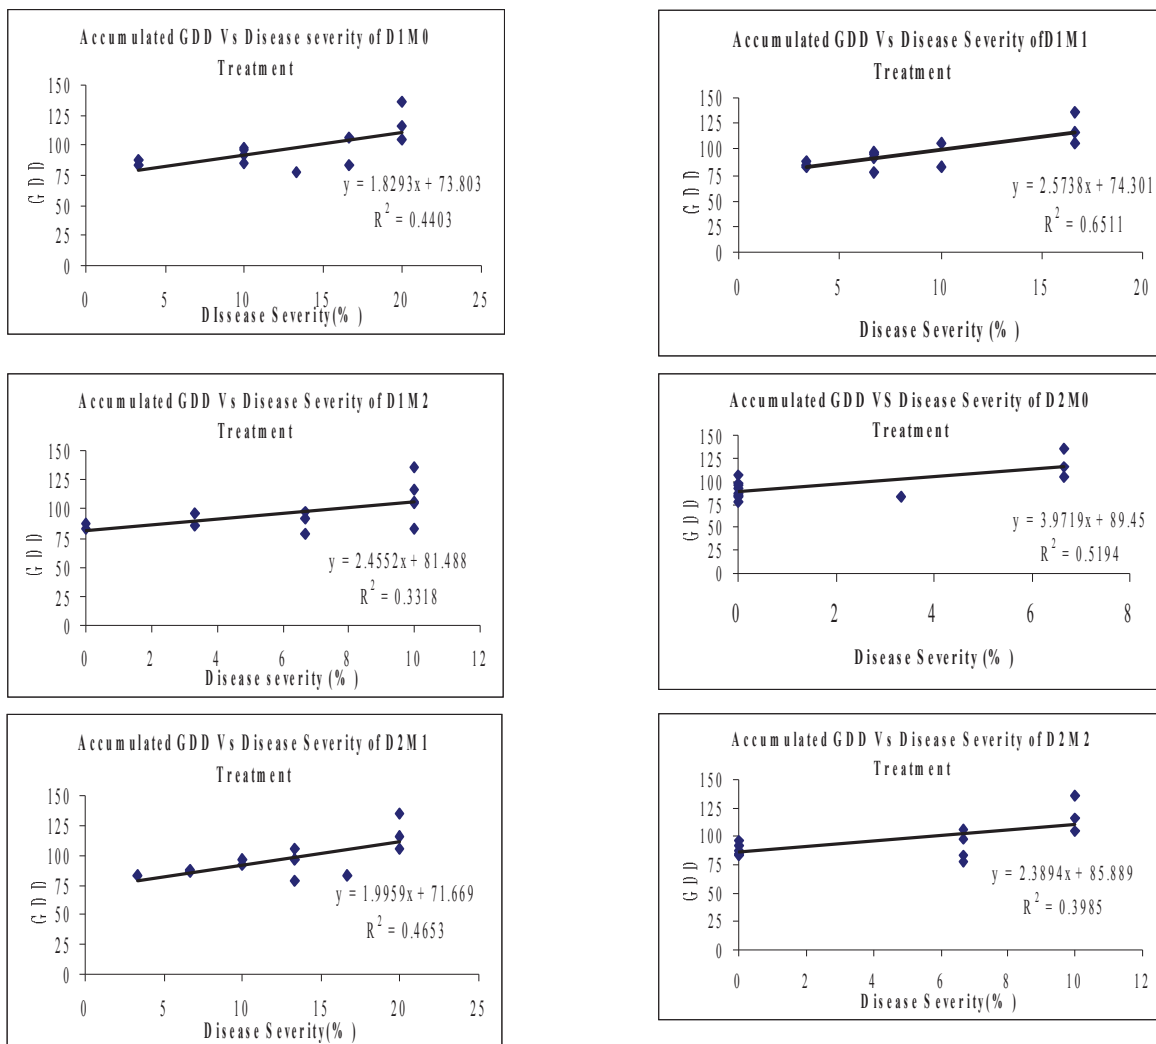 Accumulated GDD Vs Disease severity of D1M0
Treatment
150
125
100
75
50
25
0
GDD
y = 1.8293x + 73.803
R² = 0.4403
0 5 10 15 20 25
DIssease Severity(% )
Accumulated GDD Vs Disease Severity ofD1M1
Treatment
150
125
100
75
50
25
0
GDD
y = 2.5738x + 74.301
R² = 0.6511
0 5 10 15 20
Disease Severity (% )
Accumulated GDD Vs Disease Severity of D1M2
Treatment
150
125
100
75
50
25
0
GDD
y = 2.4552x + 81.488
R² = 0.3318
0 2 4 6 8 10 12
Disease severity (% )
Accumulated GDD VS Disease Severity of D2M0
Treatment
150
125
100
75
50
25
0
GDD
y = 3.9719x + 89.45
R² = 0.5194
0 2 4 6 8
Disease Severity (% )
Accumulated GDD Vs Disease Severity of D2M1
Treatment
150
125
100
75
50
25
0
GDD
y = 1.9959x + 71.669
R² = 0.4653
0 5 10 15 20 25
Disease Severity(% )
Accumulated GDD Vs Disease Severity of D2M2
Treatment
150
125
100
75
50
25
0
GDD
y = 2.3894x + 85.889
R² = 0.3985
0 2 4 6 8 10 12
Disease Severity(% )